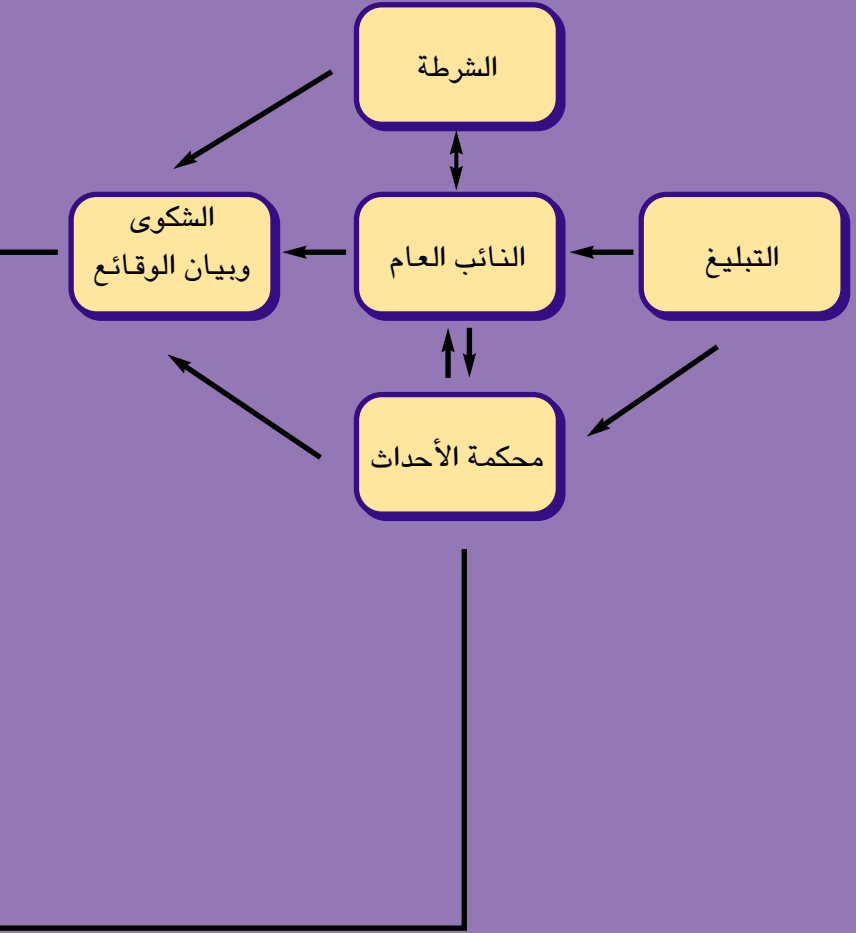 الشرطة
التبليغ
النائب العام
الشكوى
وبيان الوقائع
محكمة الأحداث